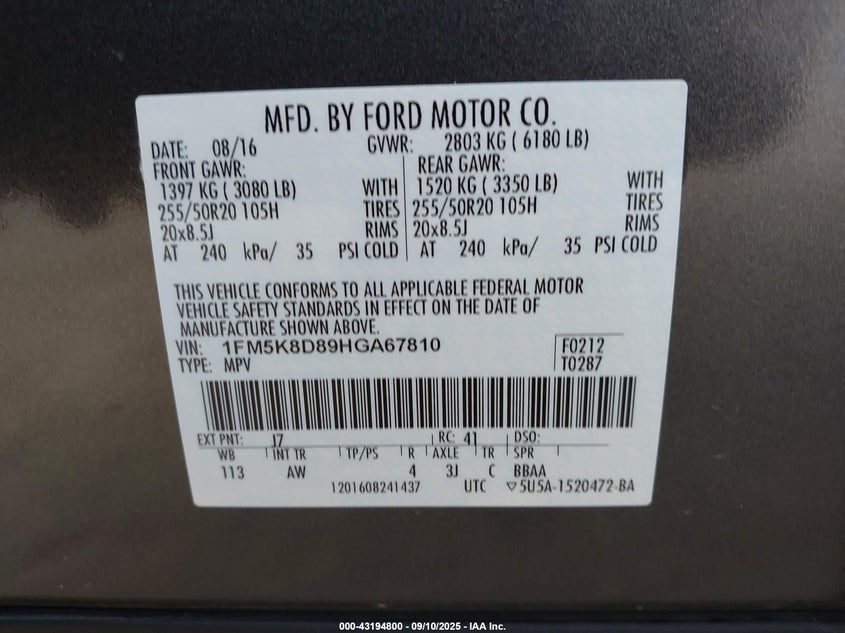 MFD. BY FORD MOTOR CO.
DATE: 08/16 GVWR: 2803 KG ( 6180 LB)
FRONT GAWR: REAR GAWR:
1397 KG ( 3080 LB) WITH 1520 KG ( 3350 LB) WITH
255/50R20 105H TIRES 255/50R20 105H TIRES
20x8.5J RIMS 20x8.5J RIMS
AT 240 kPa/ 35 PSI COLD AT 240 kPa/ 35 PSI COLD
THIS VEHICLE CONFORMS TO ALL APPLICABLE FEDERAL MOTOR
VEHICLE SAFETY STANDARDS IN EFFECT ON THE DATE OF
MANUFACTURE SHOWN ABOVE.
VIN: 1FM5K8D89HGA67810 F0212
TYPE: MPV T0287
EXT PNT: J7 RC: 41 DSO:
WB INT TR TP/PS R AXLE TR SPR
113 AW 4 3J C BBAA
1201608241437 UTC ▽5U5A-1520472-BA
000-43194800 - 09/10/2025 - IAA Inc.